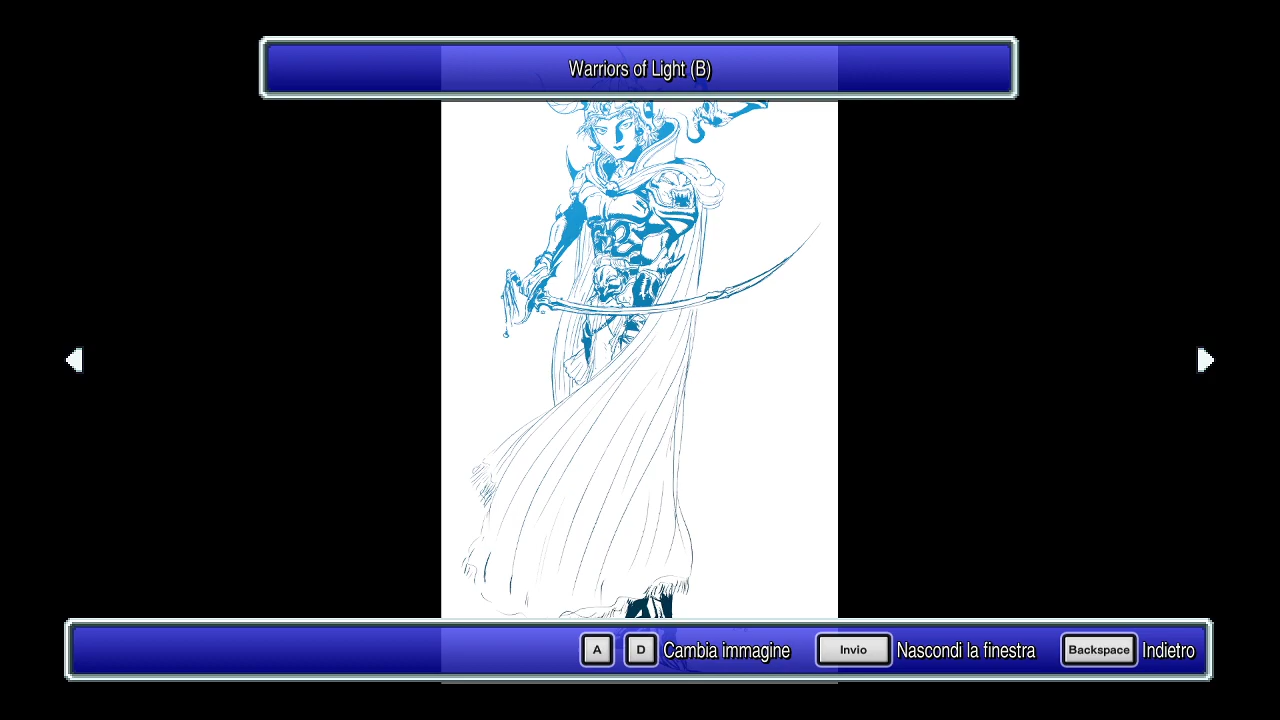 Warriors of Light (B)
A D Cambia immagine Invio Nascondi la finestra Backspace Indietro